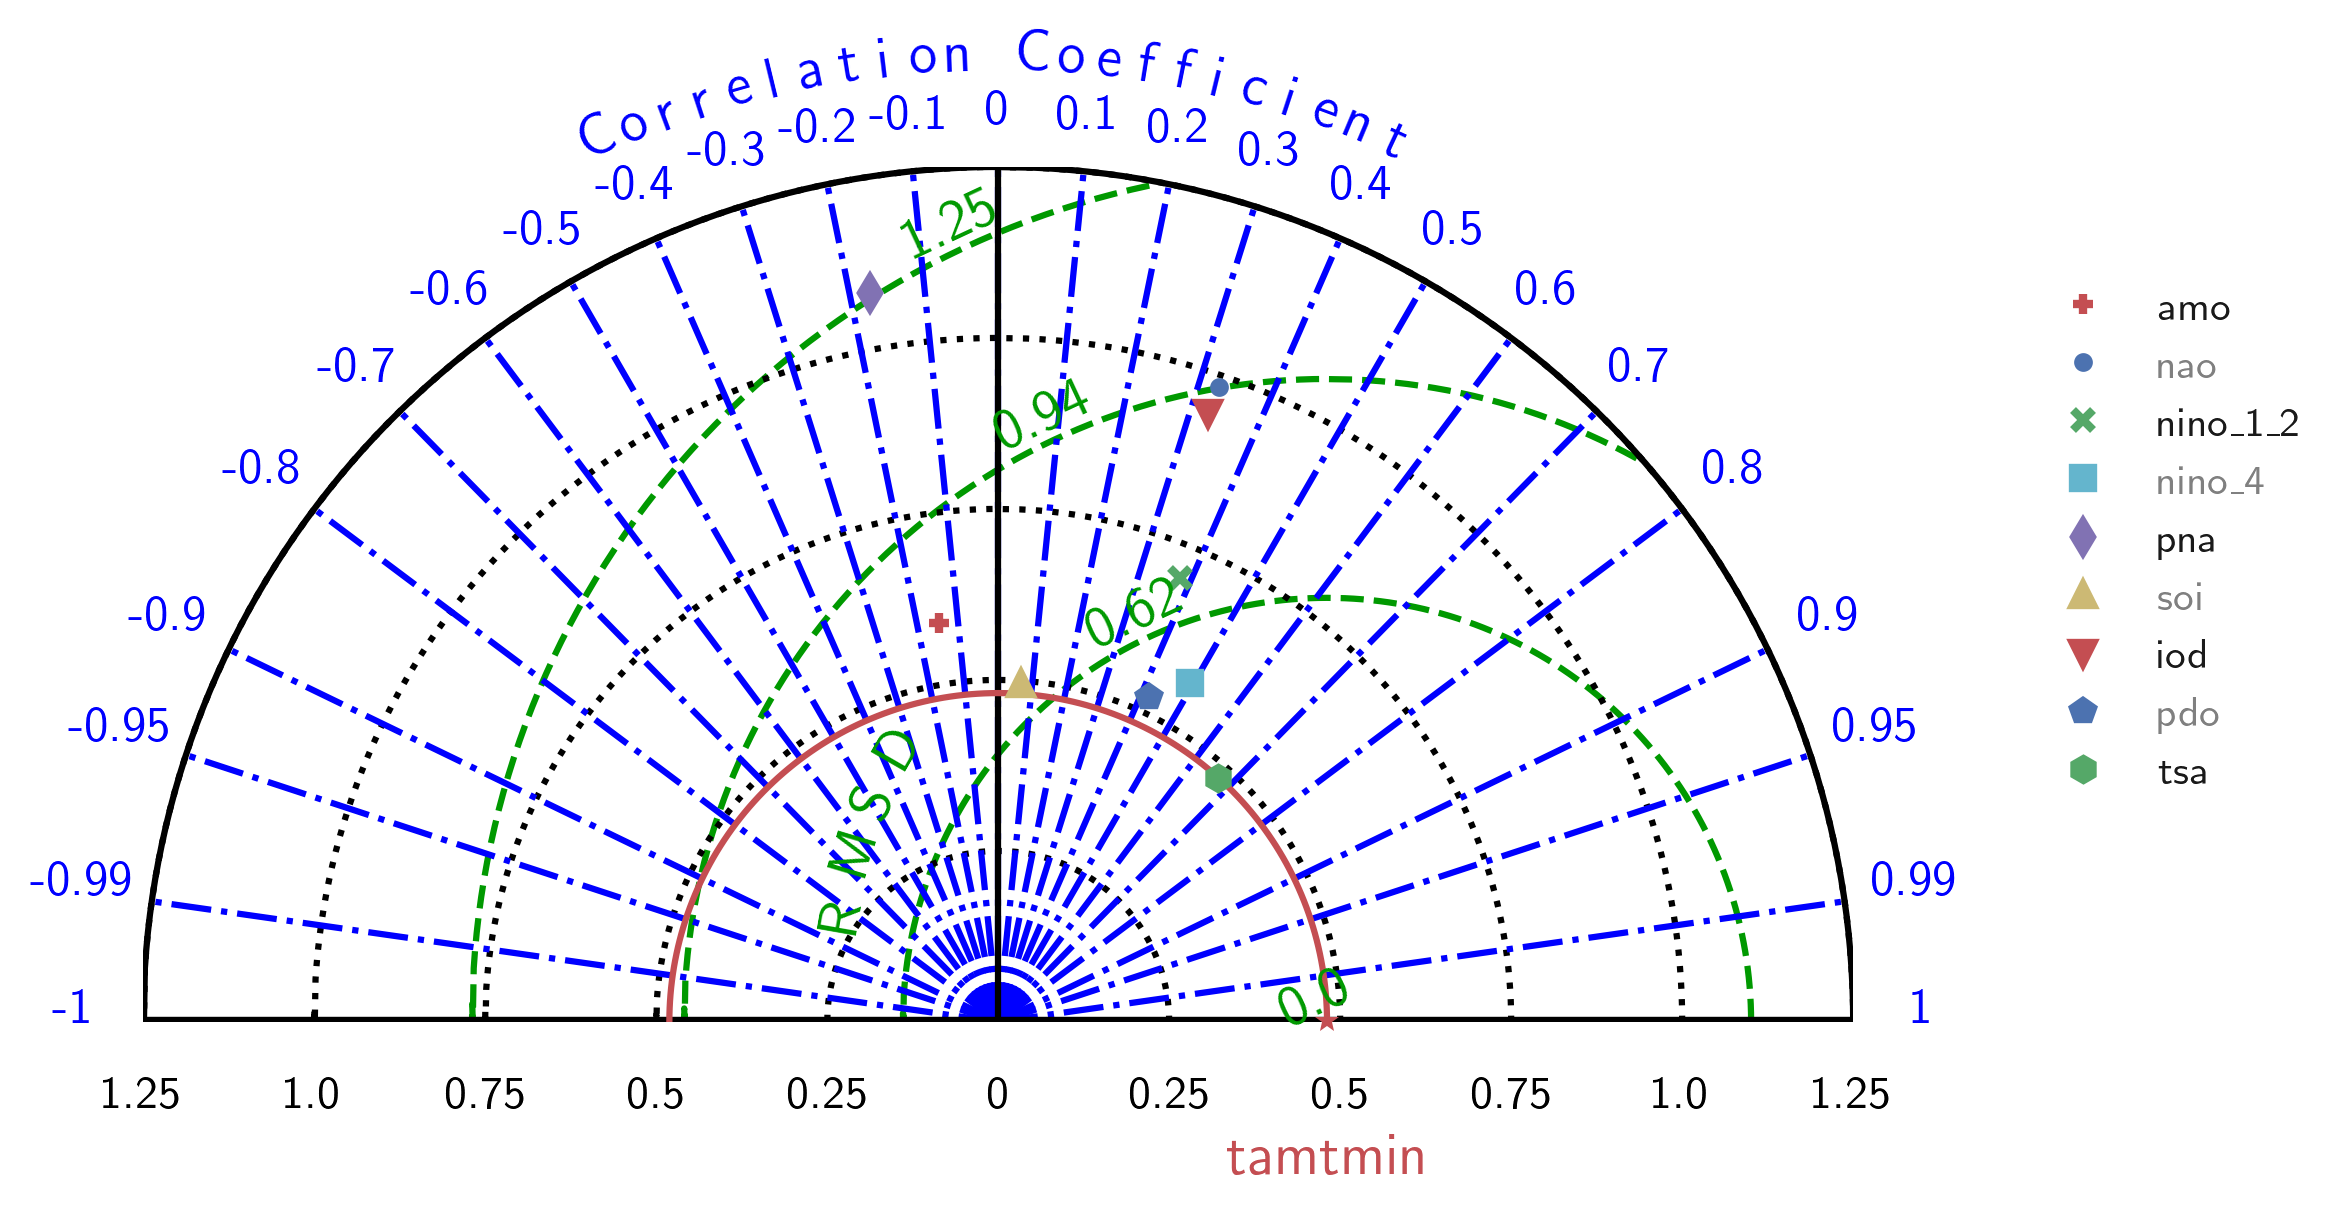 Correlation Coefficient
-1
-0.99
-0.95
-0.9
-0.8
-0.7
-0.6
-0.5
-0.4
-0.3
-0.2
-0.1
0
0.1
0.2
0.3
0.4
0.5
0.6
0.7
0.8
0.9
0.95
0.99
1
1.25
0.94
0.62
0.0
RMSD
1.25 1.0 0.75 0.5 0.25 0 0.25 0.5 0.75 1.0 1.25
tamtmin
amo
nao
nino_1_2
nino_4
pna
soi
iod
pdo
tsa